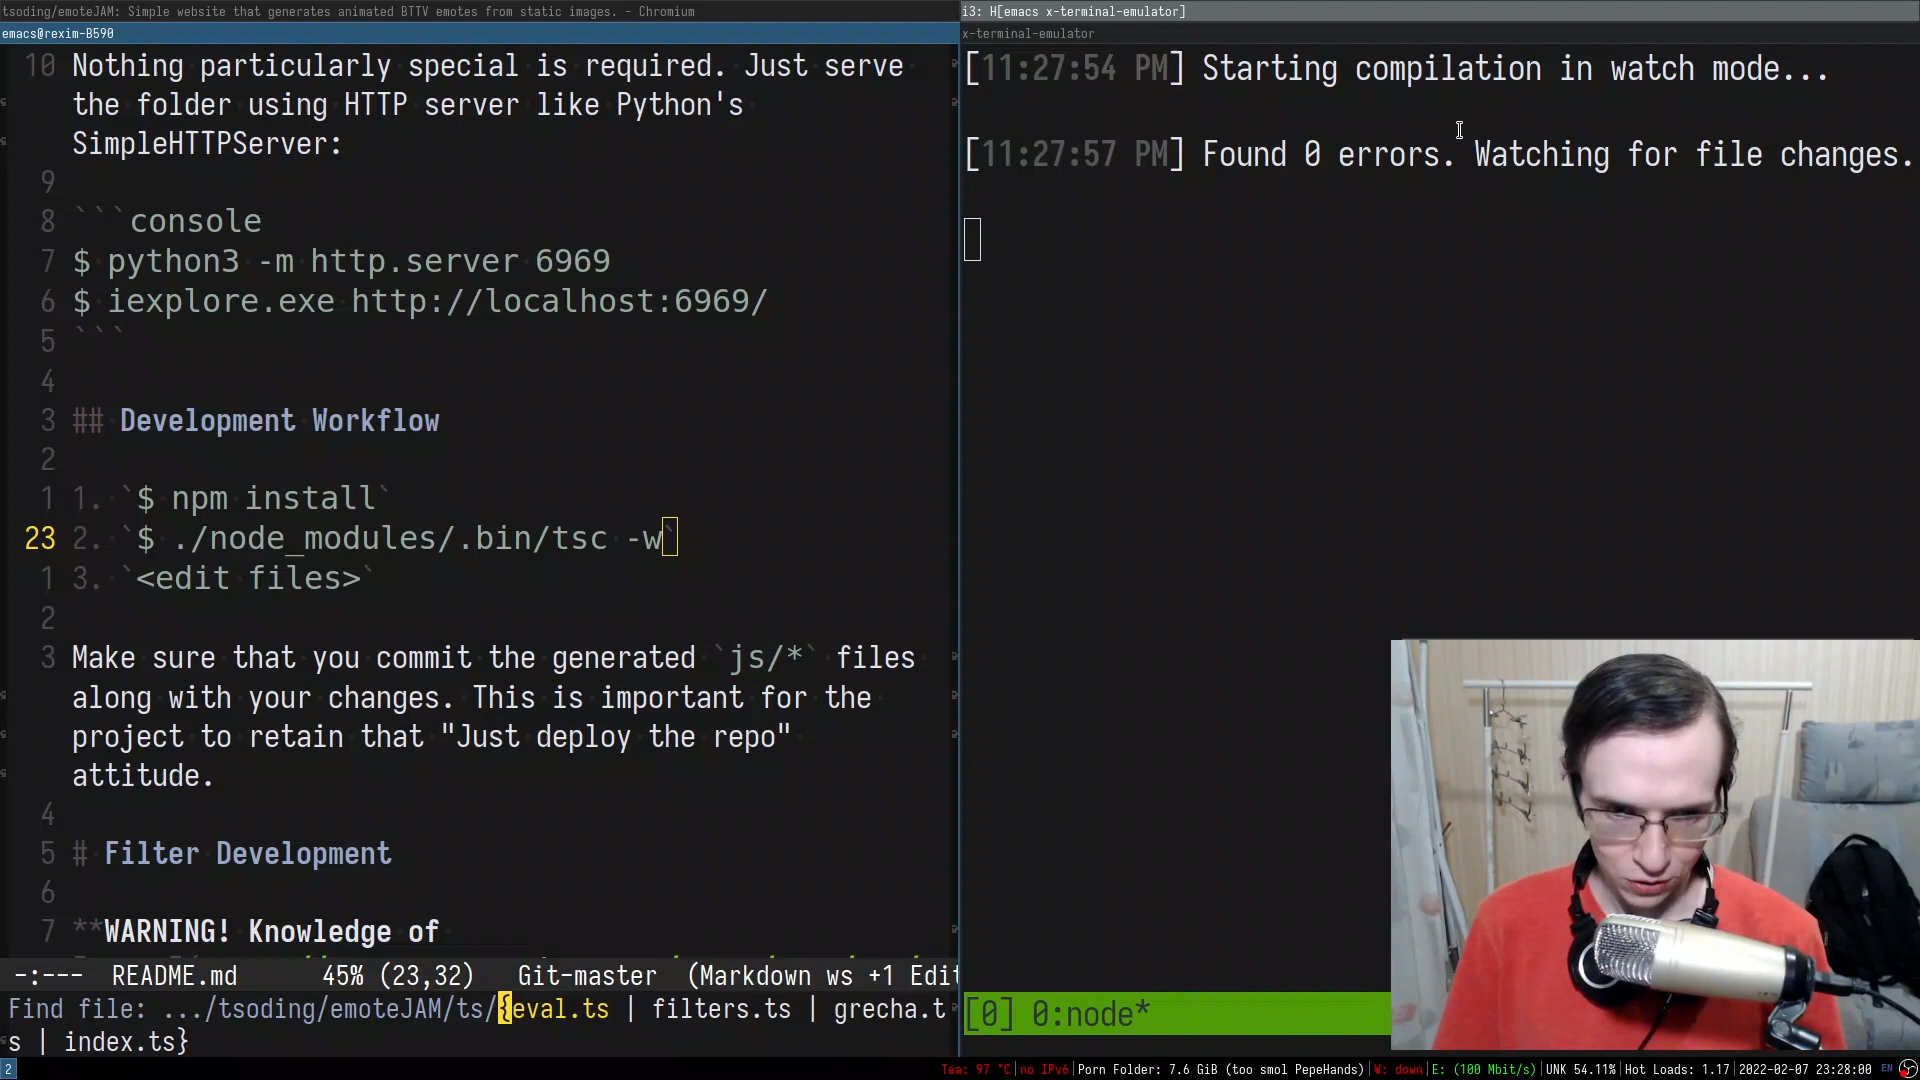 tsoding/emoteJAM: Simple website that generates animated BTTV emotes from static images. - Chromium
i3: H[emacs x-terminal-emulator]
emacs@rexim-B590
x-terminal-emulator
10 Nothing particularly special is required. Just serve
the folder using HTTP server like Python's
SimpleHTTPServer:
9
8 ```console
7 $ python3 -m http.server 6969
6 $ iexplore.exe http://localhost:6969/
5 ```
4
3 ## Development Workflow
2
1 1. `$ npm install`
23 2. `$ ./node_modules/.bin/tsc -w`
1 3. `<edit files>`
2
3 Make sure that you commit the generated `js/*` files
along with your changes. This is important for the
project to retain that "Just deploy the repo"
attitude.
4
5 # Filter Development
6
7 **WARNING! Knowledge of
-:--- README.md 45% (23,32) Git-master (Markdown ws +1 Edit
Find file: .../tsoding/emoteJAM/ts/{eval.ts | filters.ts | grecha.t
s | index.ts}
[11:27:54 PM] Starting compilation in watch mode...
[11:27:57 PM] Found 0 errors. Watching for file changes.
[0] 0:node*
2
Tea: 97 °C|no IPv6|Porn Folder: 7.6 GiB (too smol PepeHands)|W: down|E: (100 Mbit/s)|UNK 54.11%|Hot Loads: 1.17|2022-02-07 23:28:00 EN